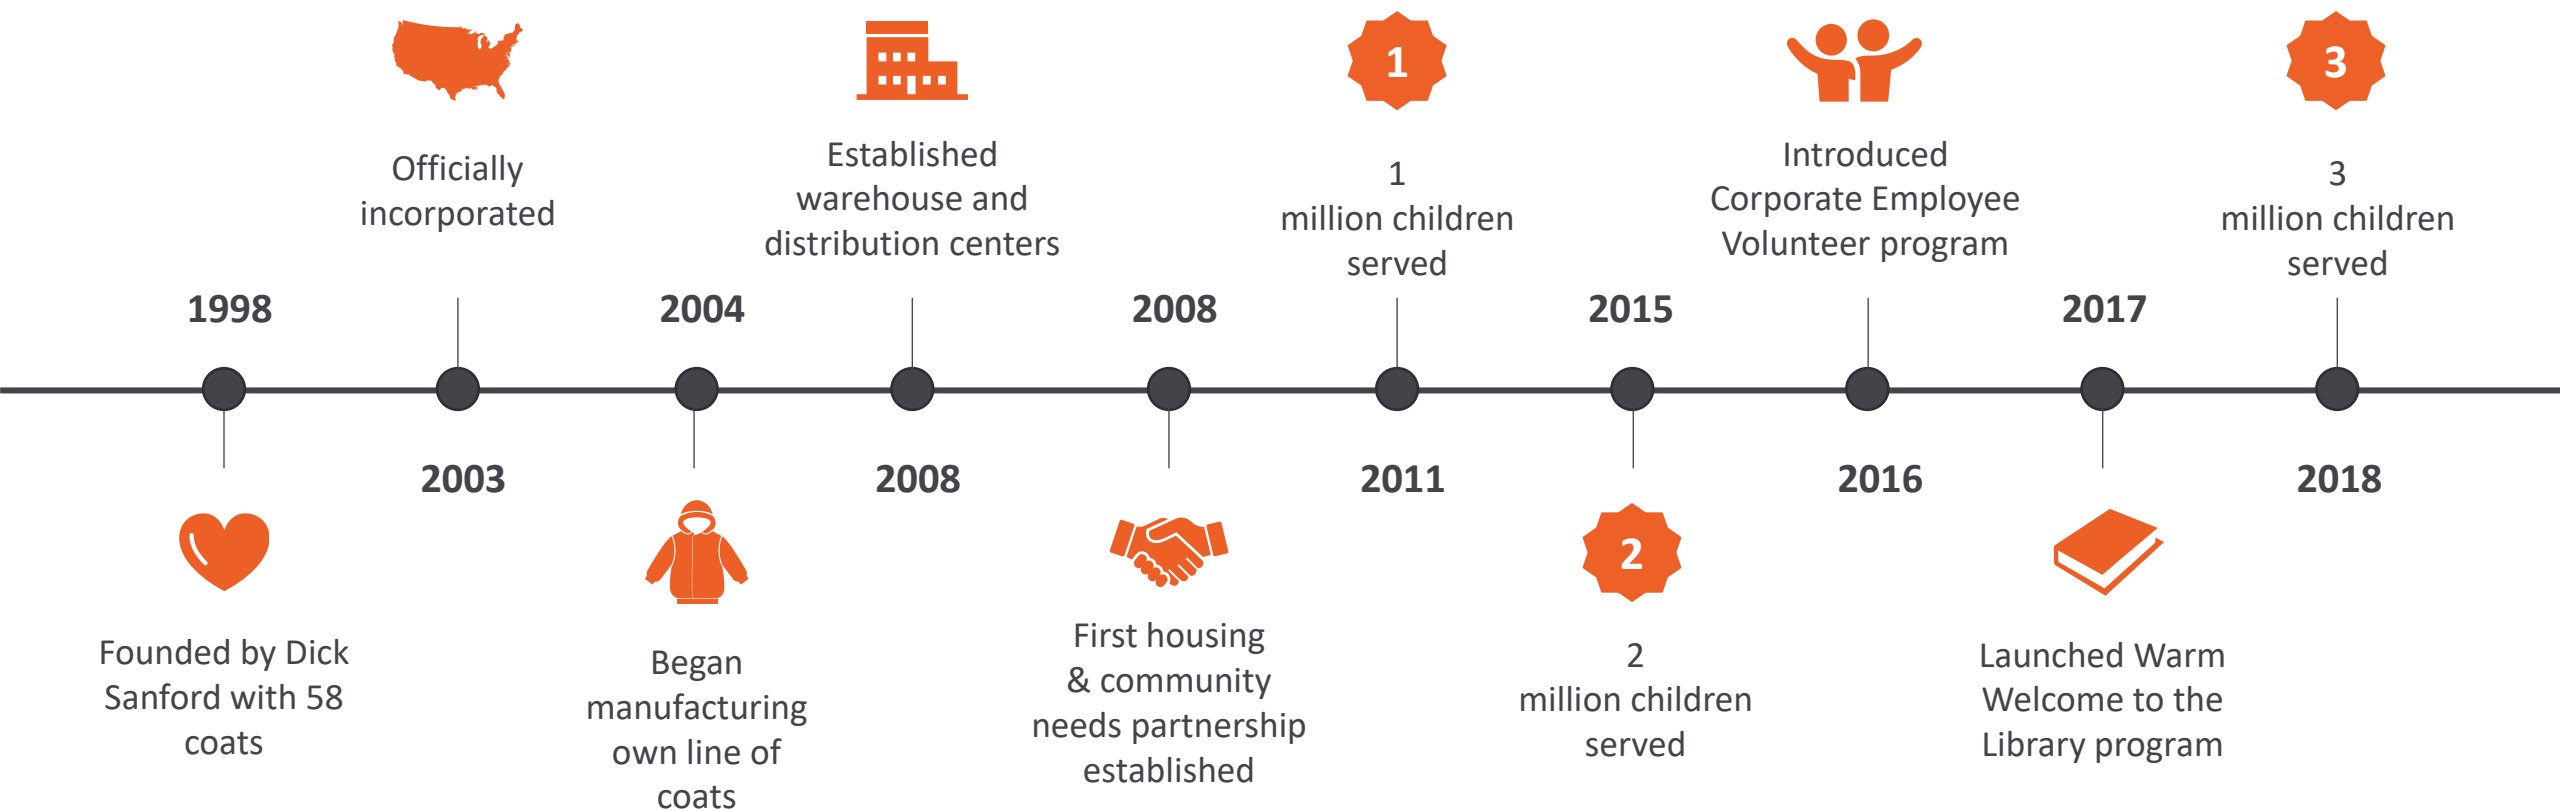 1998
Founded by Dick
Sanford with 58
coats
Officially
incorporated
2003
2004
Began
manufacturing
own line of
coats
Established
warehouse and
distribution centers
2008
2008
First housing
& community
needs partnership
established
1
1
million children
served
2011
2015
2
2
million children
served
Introduced
Corporate Employee
Volunteer program
2016
2017
Launched Warm
Welcome to the
Library program
3
3
million children
served
2018